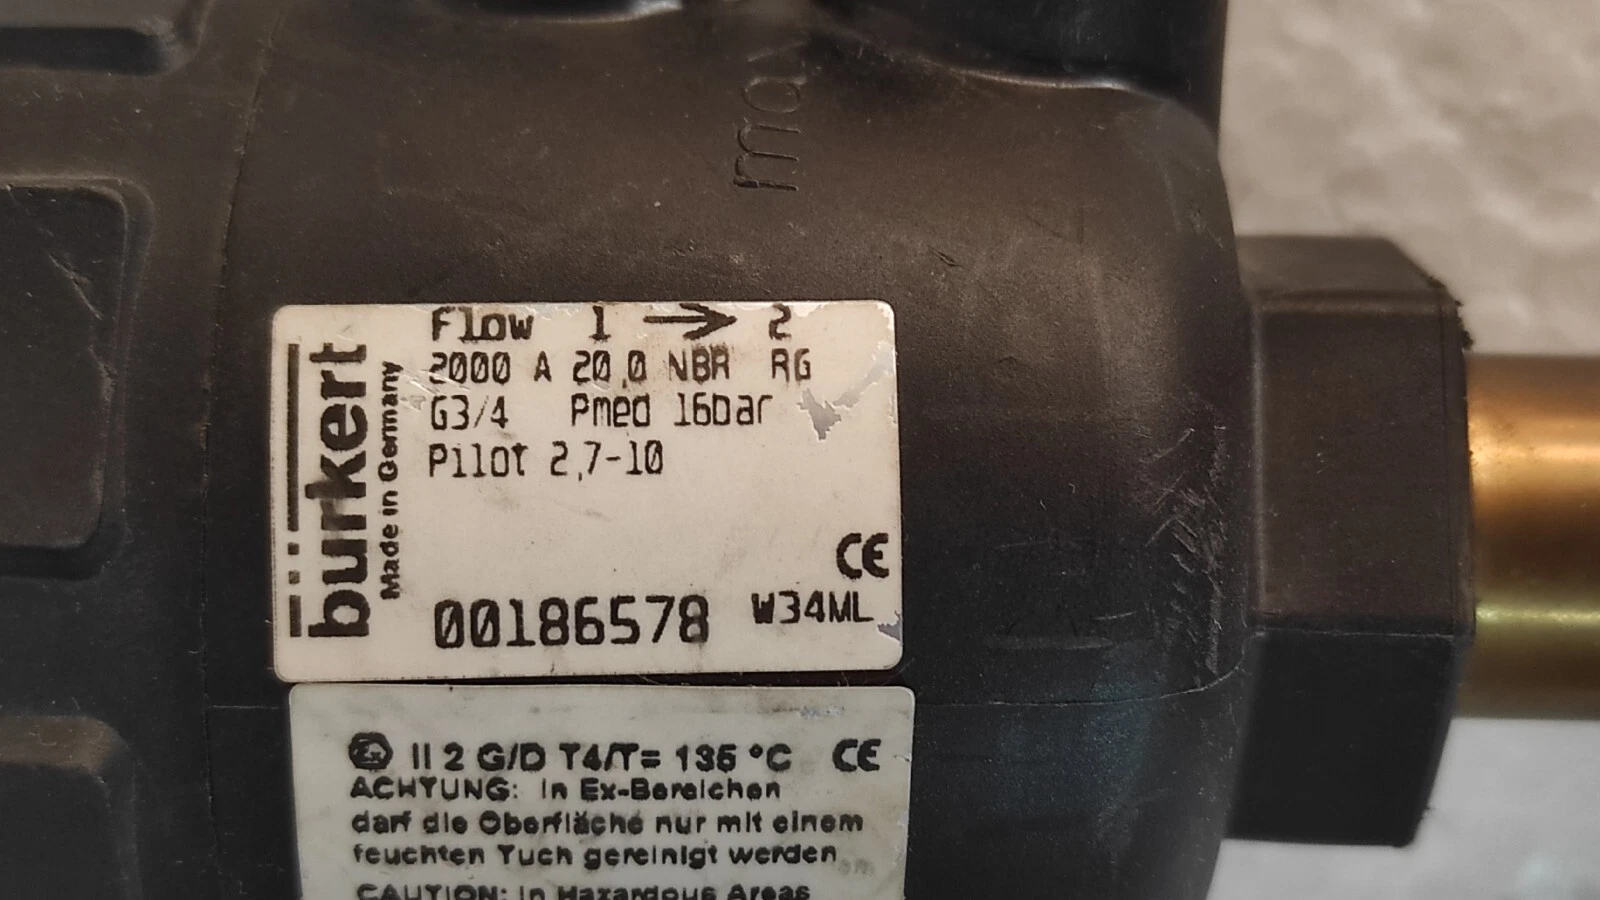 max
bürkert
Made in Germany
Flow 1 → 2
2000 A 20,0 NBR RG
G3/4 Pmed 16bar
Pilot 2,7-10
CE
00186578 W34ML
Ex II 2 G/D T4/T= 135 °C CE
ACHTUNG: In Ex-Bereichen
darf die Oberfläche nur mit einem
feuchten Tuch gereinigt werden
CAUTION: In Hazardous Areas